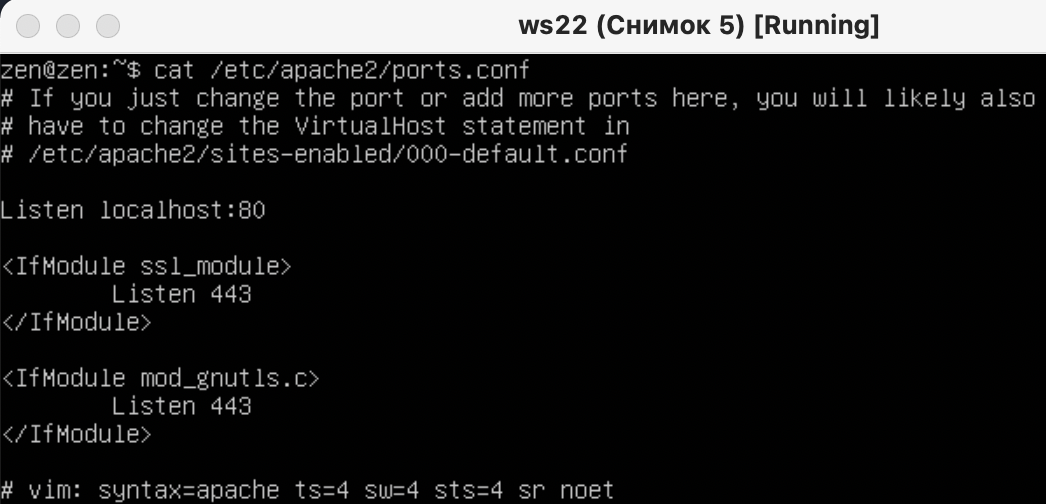 ws22 (Снимок 5) [Running]
zen@zen:~$ cat /etc/apache2/ports.conf
# If you just change the port or add more ports here, you will likely also
# have to change the VirtualHost statement in
# /etc/apache2/sites-enabled/000-default.conf
Listen localhost:80
<IfModule ssl_module>
        Listen 443
</IfModule>
<IfModule mod_gnutls.c>
        Listen 443
</IfModule>
# vim: syntax=apache ts=4 sw=4 sts=4 sr noet